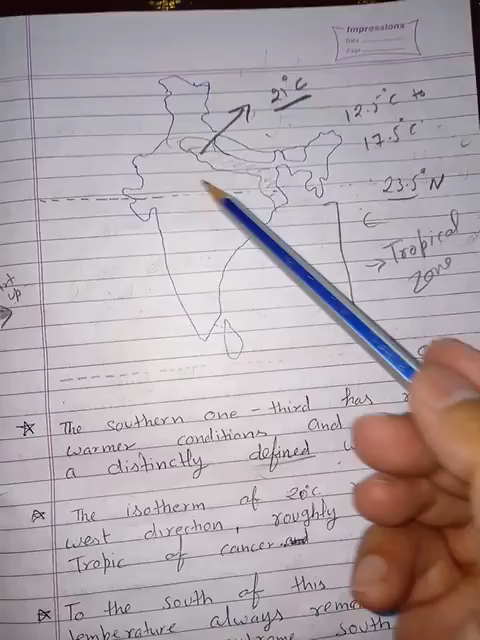 Impressions
Date
Page
21°C
12.5°C to
17.5°C
23.5°N
Tropical
zone
up
The southern one-third has
warmer conditions and
a distinctly defined
The isotherm of 20°C
west direction, roughly
Tropic of cancer.
To the south of this
temperature always
south